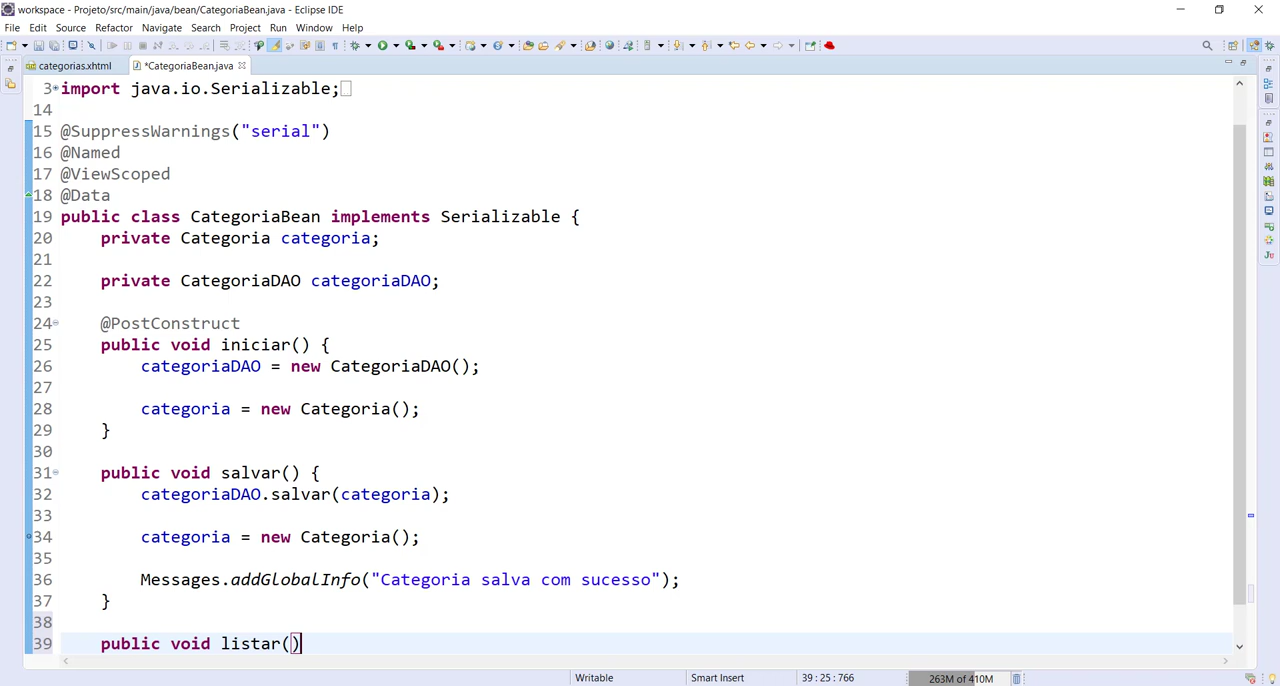 workspace - Projeto/src/main/java/bean/CategoriaBean.java - Eclipse IDE
File Edit Source Refactor Navigate Search Project Run Window Help
categorias.xhtml *CategoriaBean.java
3 import java.io.Serializable;
14
15 @SuppressWarnings("serial")
16 @Named
17 @ViewScoped
18 @Data
19 public class CategoriaBean implements Serializable {
20 private Categoria categoria;
21
22 private CategoriaDAO categoriaDAO;
23
24 @PostConstruct
25 public void iniciar() {
26 categoriaDAO = new CategoriaDAO();
27
28 categoria = new Categoria();
29 }
30
31 public void salvar() {
32 categoriaDAO.salvar(categoria);
33
34 categoria = new Categoria();
35
36 Messages.addGlobalInfo("Categoria salva com sucesso");
37 }
38
39 public void listar()
Writable Smart Insert 39 : 25 : 766 263M of 410M